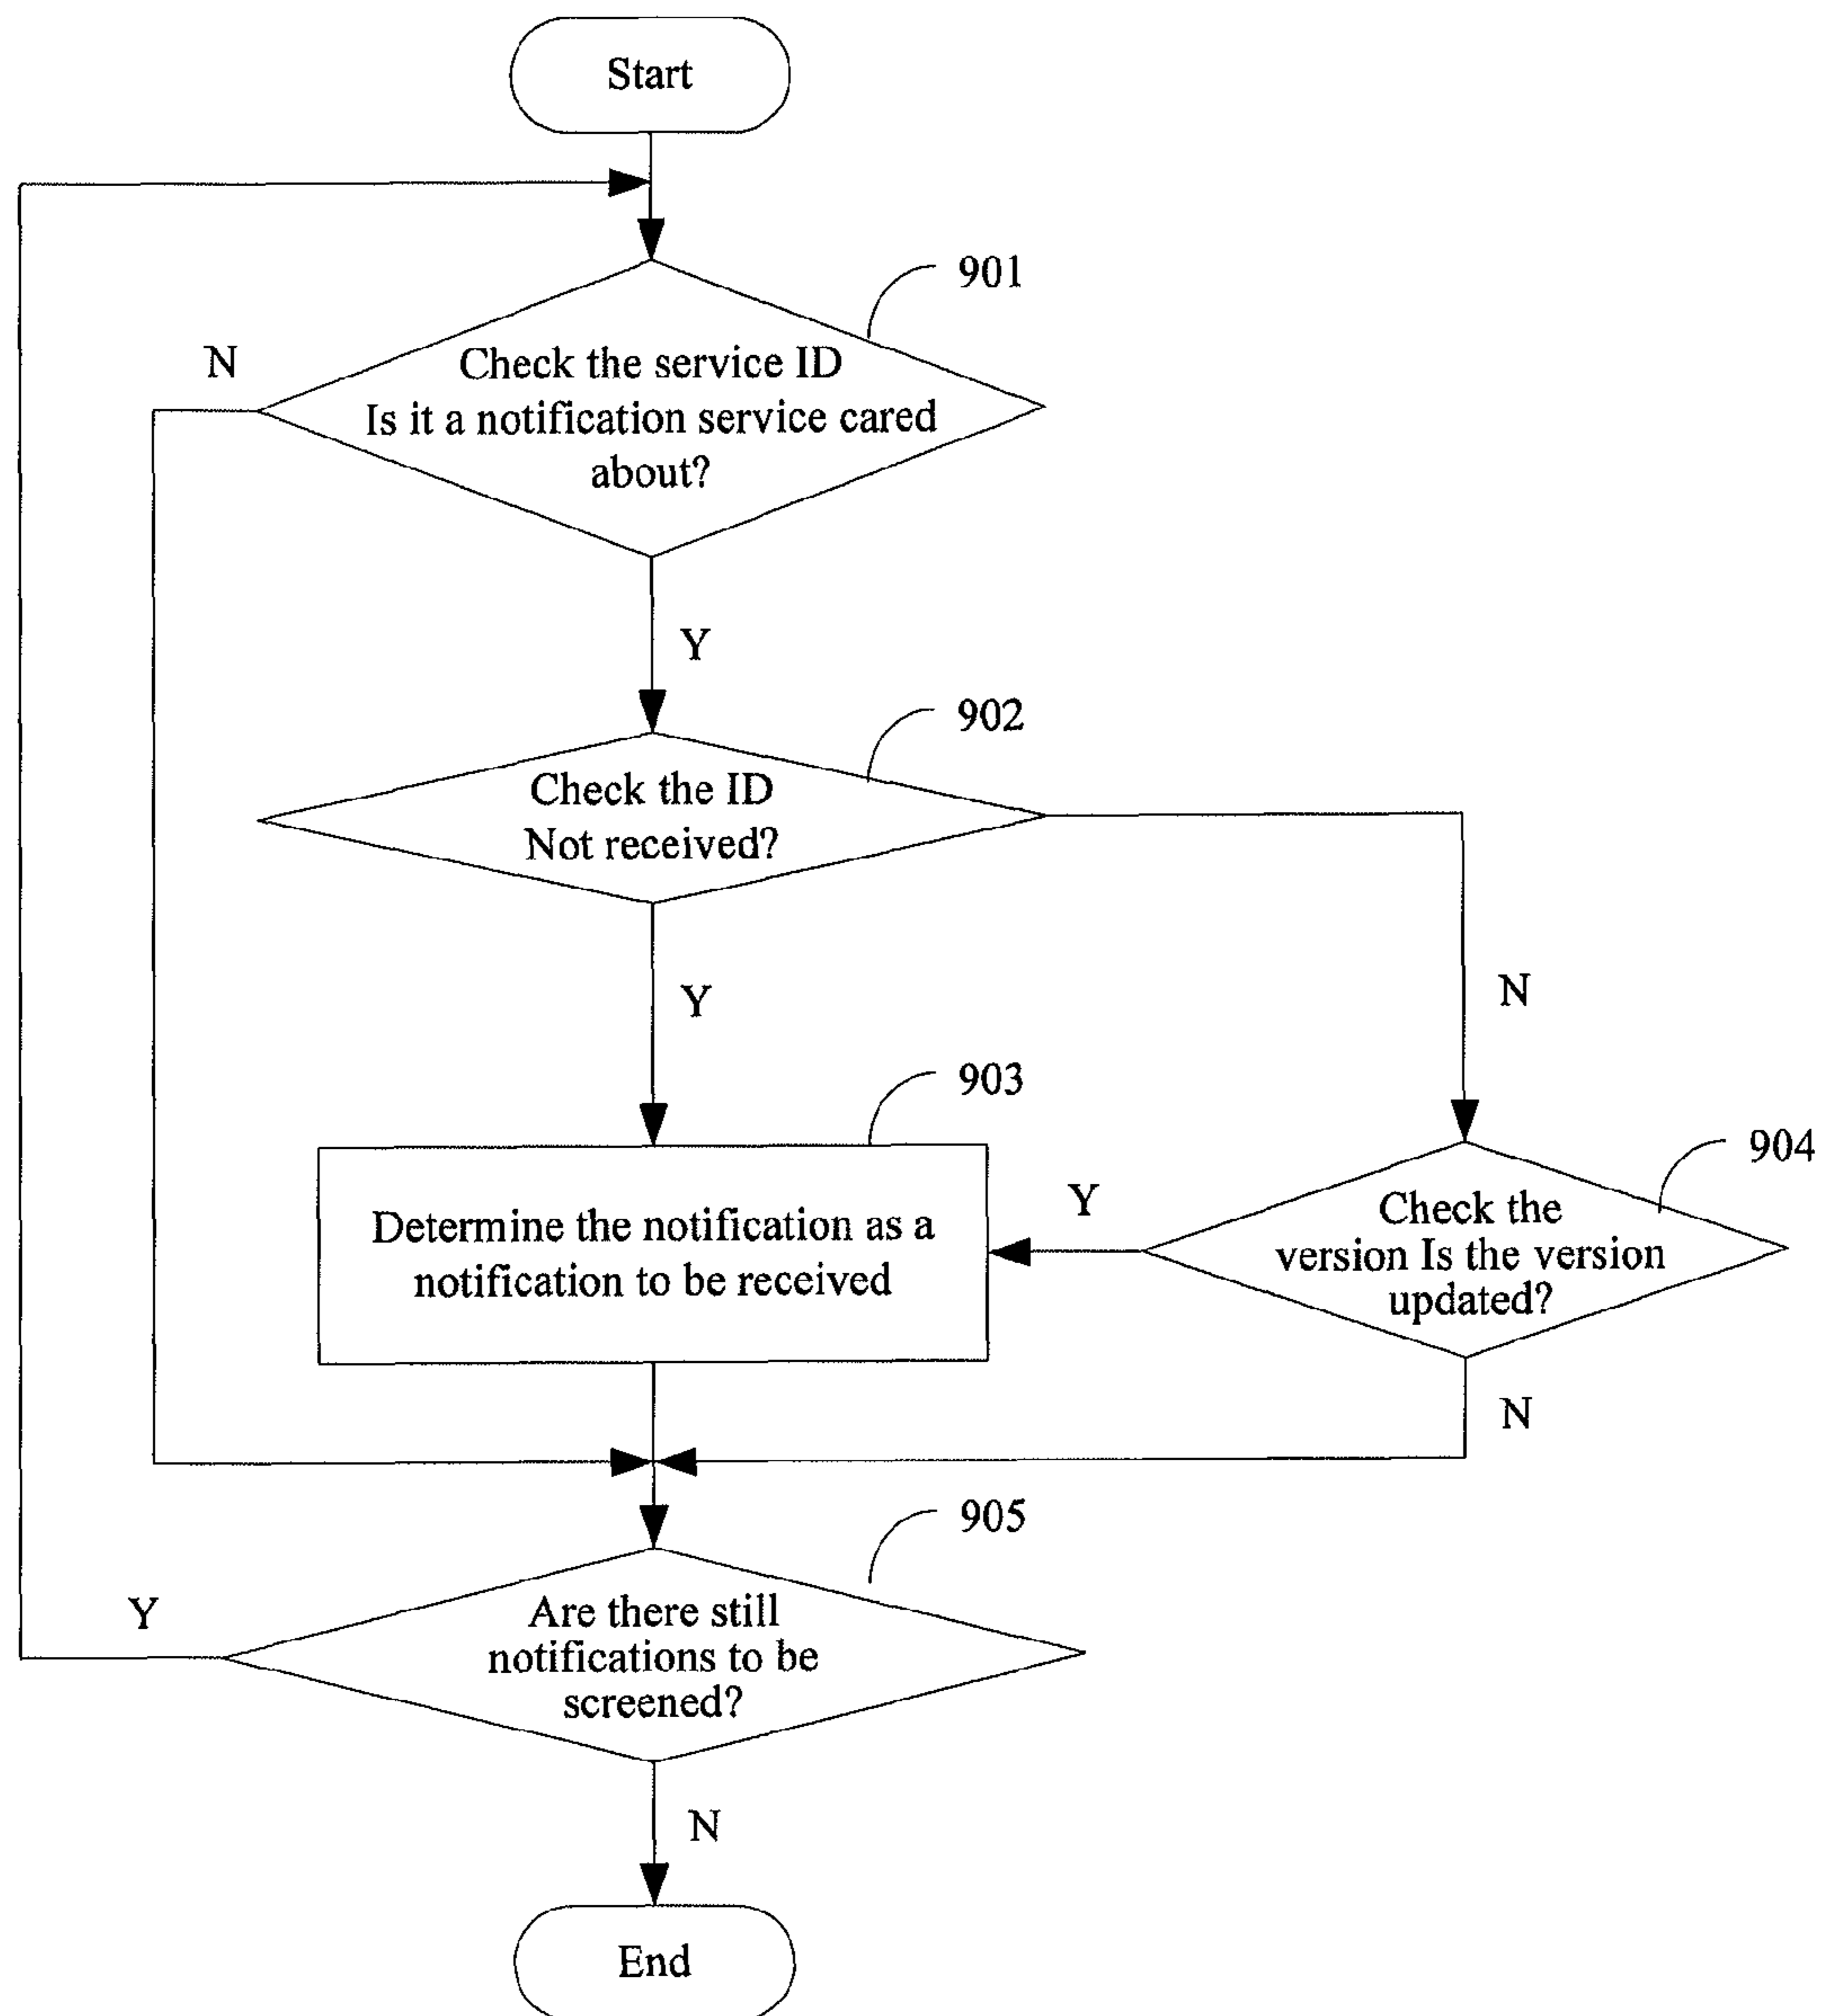 Start
901
N
Check the service ID
Is it a notification service cared
about?
Y
902
Check the ID
Not received?
N
Y
903
904
Determine the notification as a
notification to be received
Y
Check the
version Is the version
updated?
N
905
Y
Are there still
notifications to be
screened?
N
End